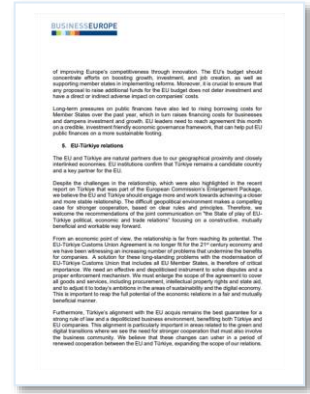 BUSINESSEUROPE
of improving Europe's competitiveness through innovation. The EU's budget should
concentrate efforts on boosting growth, investment, and job creation, as well as
supporting member states in implementing reforms. Moreover, it is crucial to ensure that
any proposal to raise additional funds for the EU budget does not deter investment and
have a direct or indirect adverse impact on companies' costs.
Long-term pressures on public finances have also led to rising borrowing costs for
Member States over the past year, which in turn raises financing costs for businesses
and dampens investment and growth. EU leaders need to reach agreement this month
on a credible, investment friendly economic governance framework, that can help put EU
public finances on a more sustainable footing.
5. EU-Türkiye relations
The EU and Türkiye are natural partners due to our geographical proximity and closely
interlinked economies. EU institutions confirm that Türkiye remains a candidate country
and a key partner for the EU.
Despite the challenges in the relationship, which were also highlighted in the recent
report on Türkiye that was part of the European Commission's Enlargement Package,
we believe the EU and Türkiye should engage more and work towards achieving a closer
and more stable relationship. The difficult geopolitical environment makes a compelling
case for stronger cooperation, based on clear rules and principles. Therefore, we
welcome the recommendations of the joint communication on "the State of play of EU-
Türkiye political, economic and trade relations" focusing on a constructive, mutually
beneficial and workable way forward.
From an economic point of view, the relationship is far from reaching its potential. The
EU-Türkiye Customs Union Agreement is no longer fit for the 21st century economy and
we have been witnessing an increasing number of problems that undermine the benefits
for companies. A solution for these long-standing problems with the modernisation of
EU-Türkiye Customs Union that includes all EU Member States, is therefore of critical
importance. We need an effective and depoliticised instrument to solve disputes and a
proper enforcement mechanism. We must enlarge the scope of the agreement to cover
all goods and services, including procurement, intellectual property rights and state aid,
and to adjust it to today's ambitions in the areas of sustainability and the digital economy.
This is important to reap the full potential of the economic relations in a fair and mutually
beneficial manner.
Furthermore, Türkiye's alignment with the EU acquis remains the best guarantee for a
strong rule of law and a depoliticized business environment, benefiting both Türkiye and
EU companies. This alignment is particularly important in areas related to the green and
digital transitions where we see the need for stronger cooperation that must also involve
the business community. We believe that these changes can usher in a period of
renewed cooperation between the EU and Türkiye, expanding the scope of our relations.